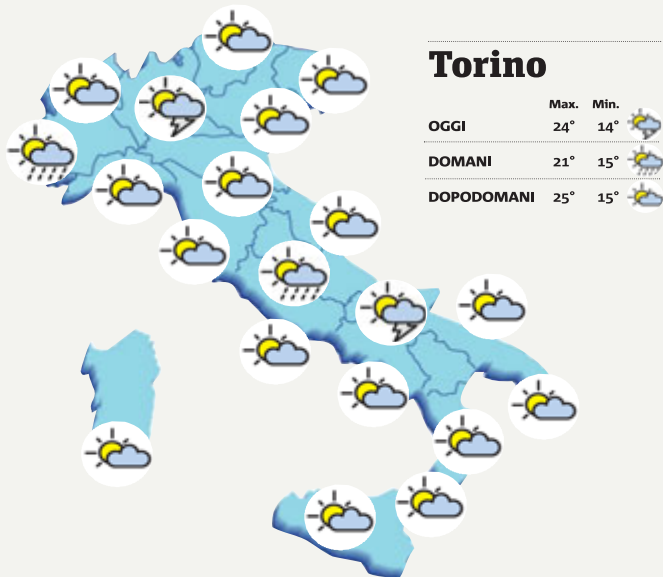 Torino
Max. Min.
OGGI 24° 14°
DOMANI 21° 15°
DOPODOMANI 25° 15°